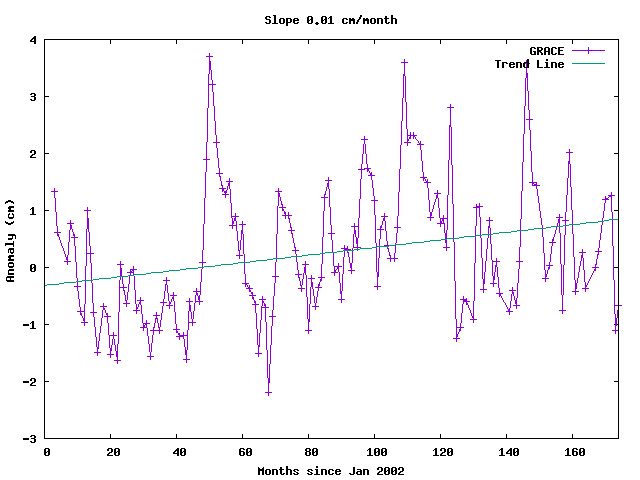 Slope 0.01 cm/month
GRACE
Trend Line
4
3
2
1
0
-1
-2
-3
Anomaly (cm)
0 20 40 60 80 100 120 140 160
Months since Jan 2002